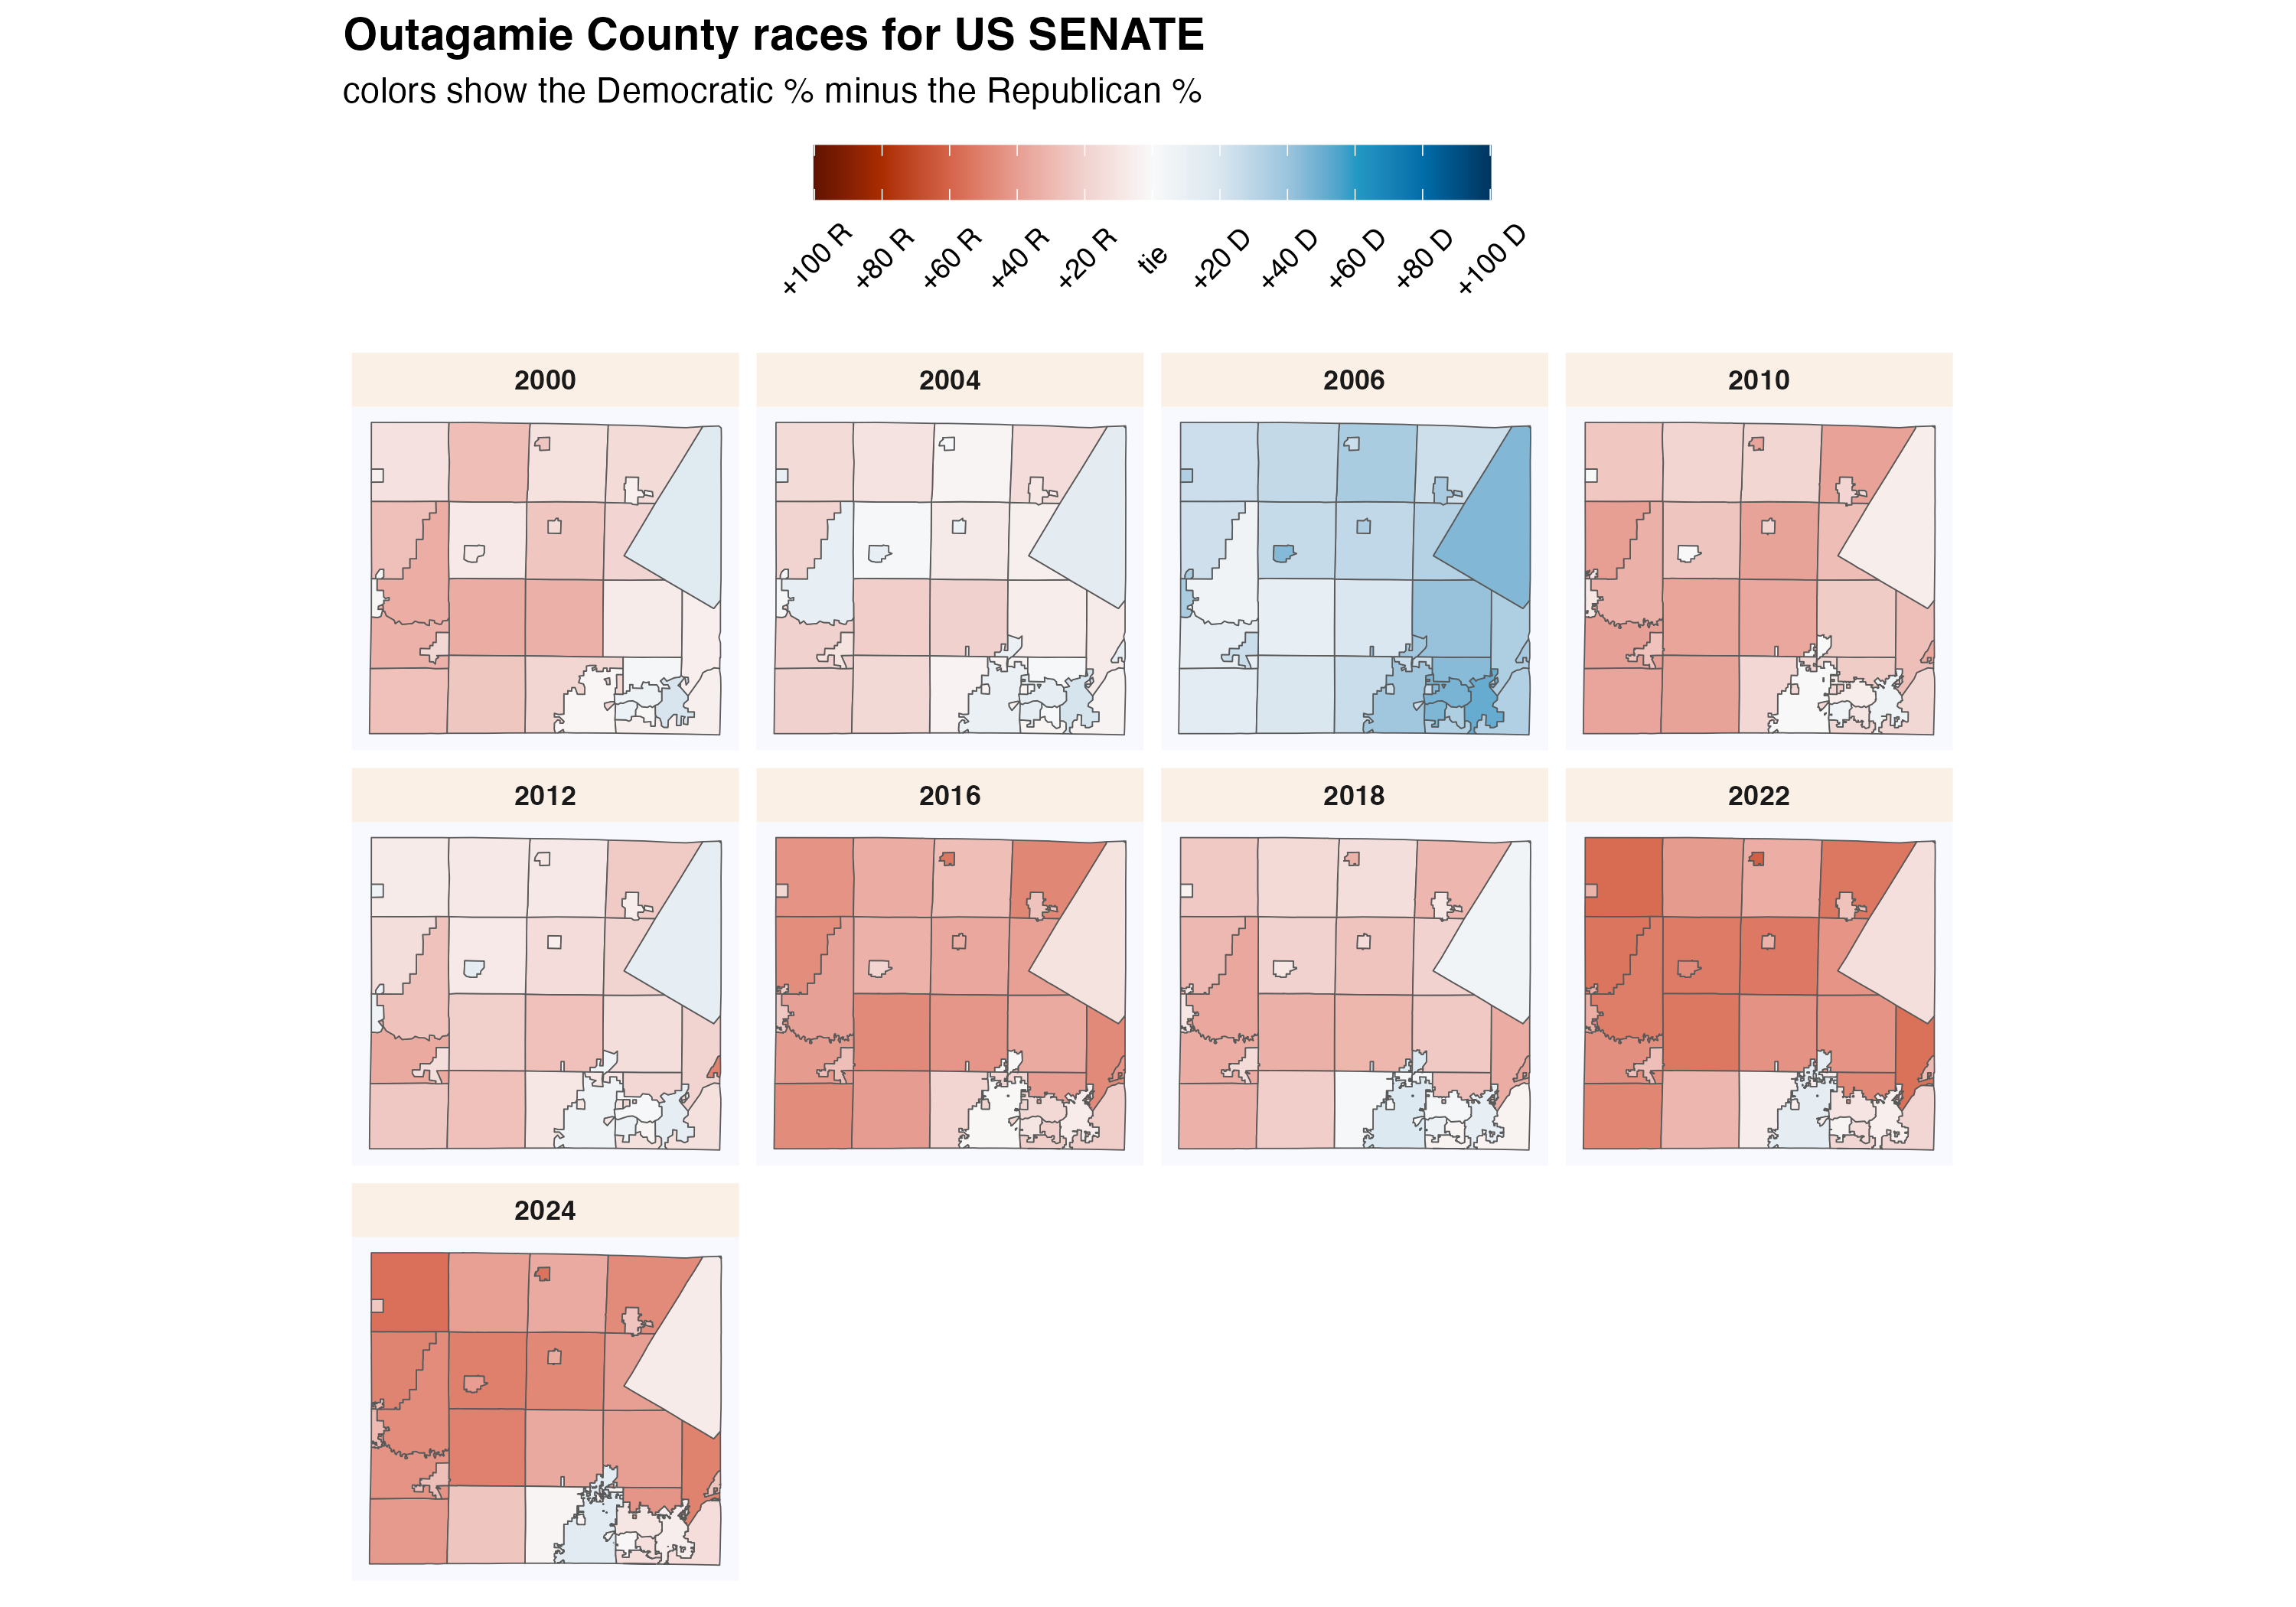 Outagamie County races for US SENATE
colors show the Democratic % minus the Republican %
+100 R
+80 R
+60 R
+40 R
+20 R
tie
+20 D
+40 D
+60 D
+80 D
+100 D
2000
2004
2006
2010
2012
2016
2018
2022
2024